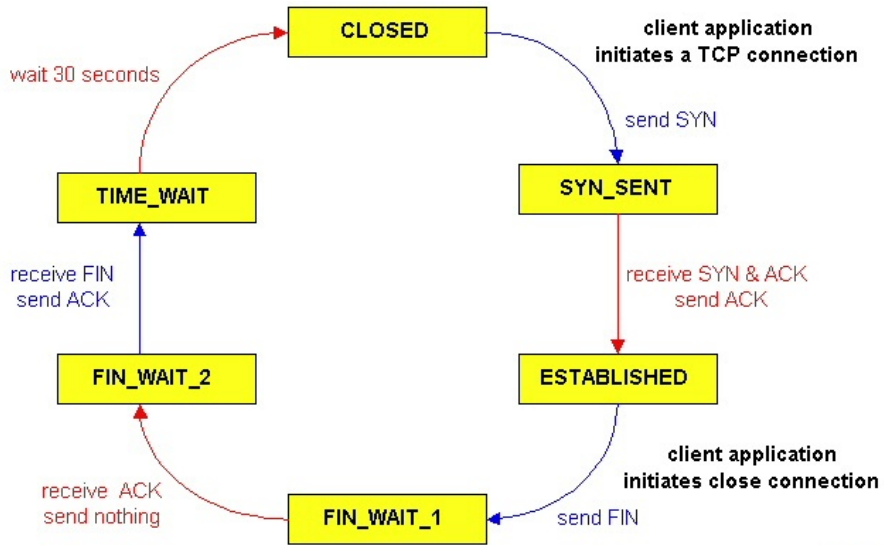 CLOSED
client application
initiates a TCP connection
wait 30 seconds
send SYN
TIME_WAIT
SYN_SENT
receive FIN
send ACK
receive SYN & ACK
send ACK
FIN_WAIT_2
ESTABLISHED
client application
initiates close connection
receive ACK
send nothing
FIN_WAIT_1
send FIN